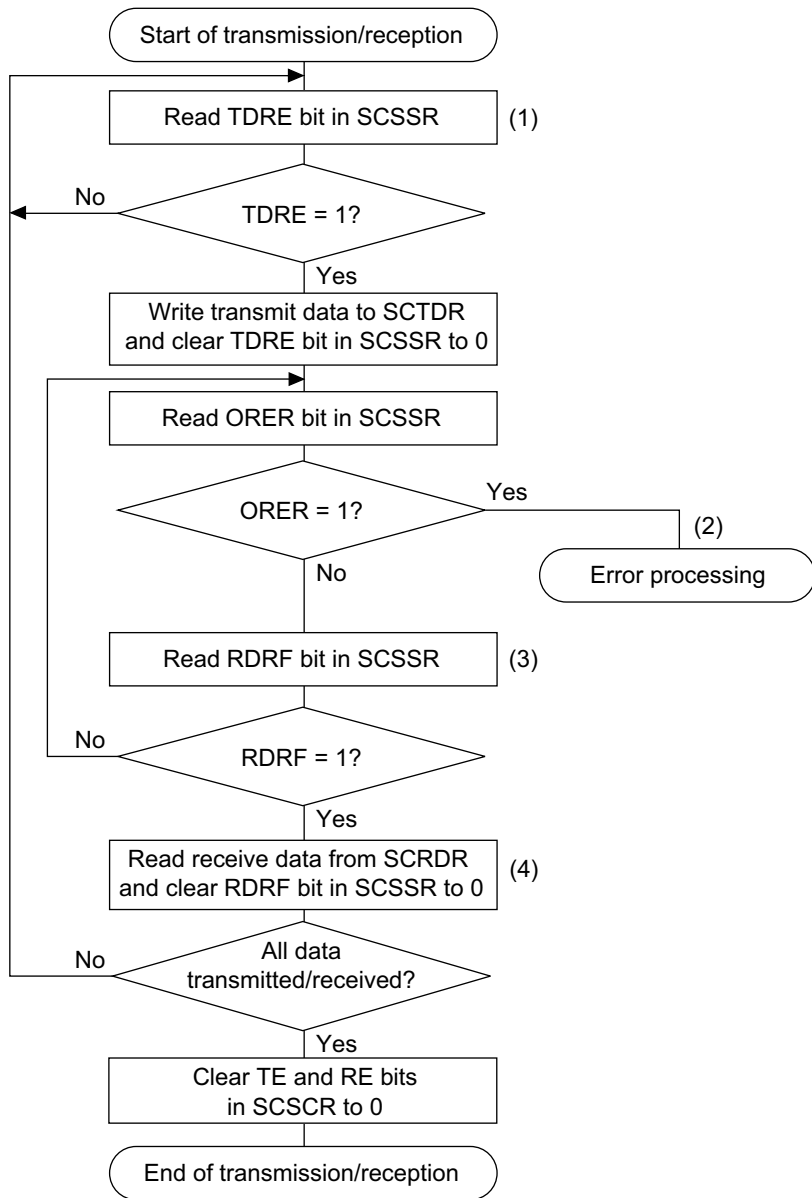 Start of transmission/reception
Read TDRE bit in SCSSR
(1)
No
TDRE = 1?
Yes
Write transmit data to SCTDR
and clear TDRE bit in SCSSR to 0
Read ORER bit in SCSSR
Yes
ORER = 1?
(2)
No
Error processing
Read RDRF bit in SCSSR
(3)
No
RDRF = 1?
Yes
Read receive data from SCRDR
and clear RDRF bit in SCSSR to 0
(4)
All data
transmitted/received?
No
Yes
Clear TE and RE bits
in SCSCR to 0
End of transmission/reception